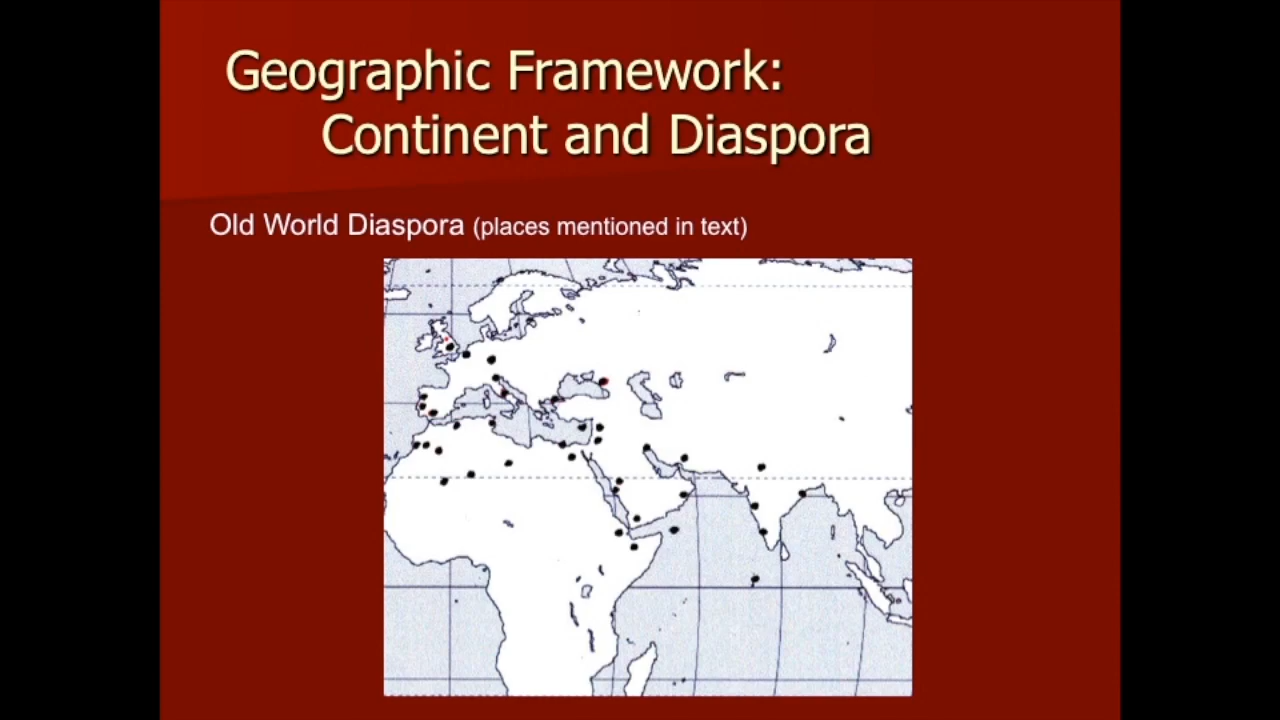 Geographic Framework:
Continent and Diaspora
Old World Diaspora (places mentioned in text)